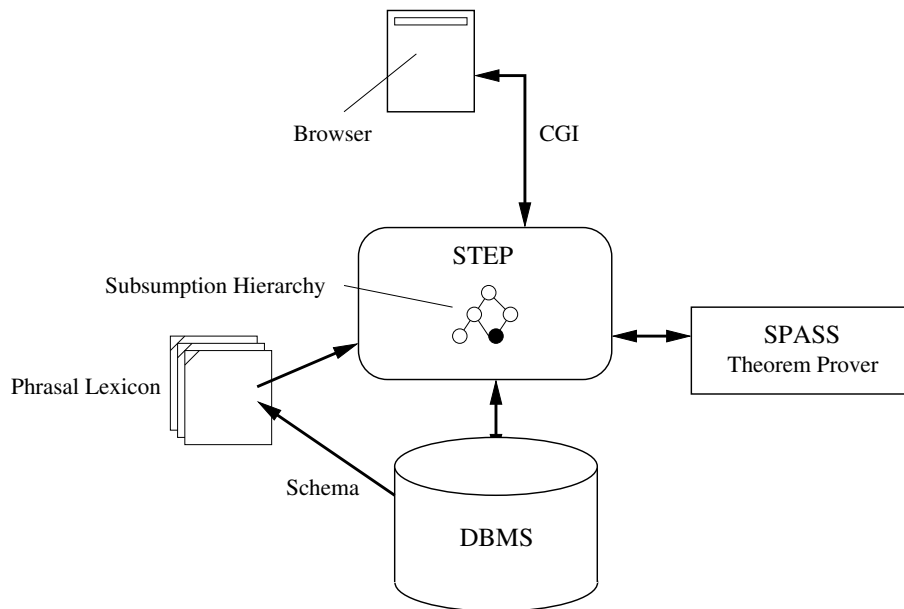 Browser
CGI
STEP
Subsumption Hierarchy
SPASS
Theorem Prover
Phrasal Lexicon
Schema
DBMS